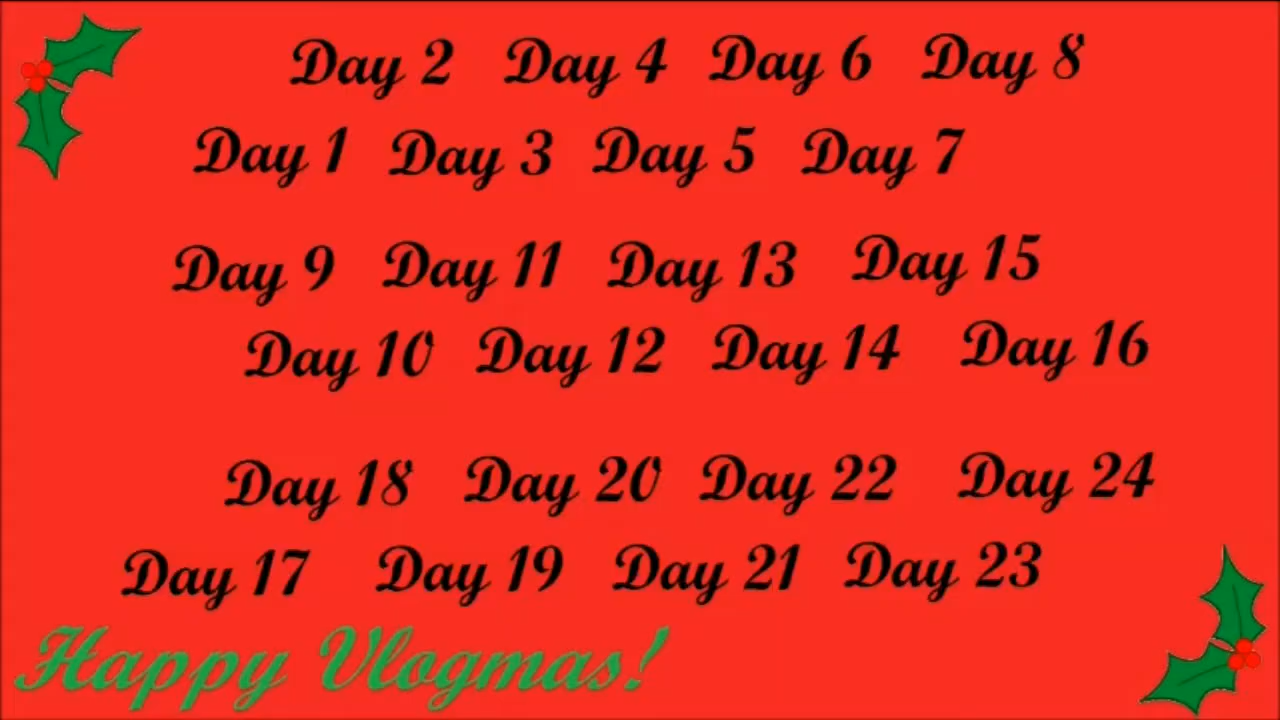 Day 2 Day 4 Day 6 Day 8
Day 1 Day 3 Day 5 Day 7
Day 9 Day 11 Day 13 Day 15
Day 10 Day 12 Day 14 Day 16
Day 18 Day 20 Day 22 Day 24
Day 17 Day 19 Day 21 Day 23
Happy Vlogmas!